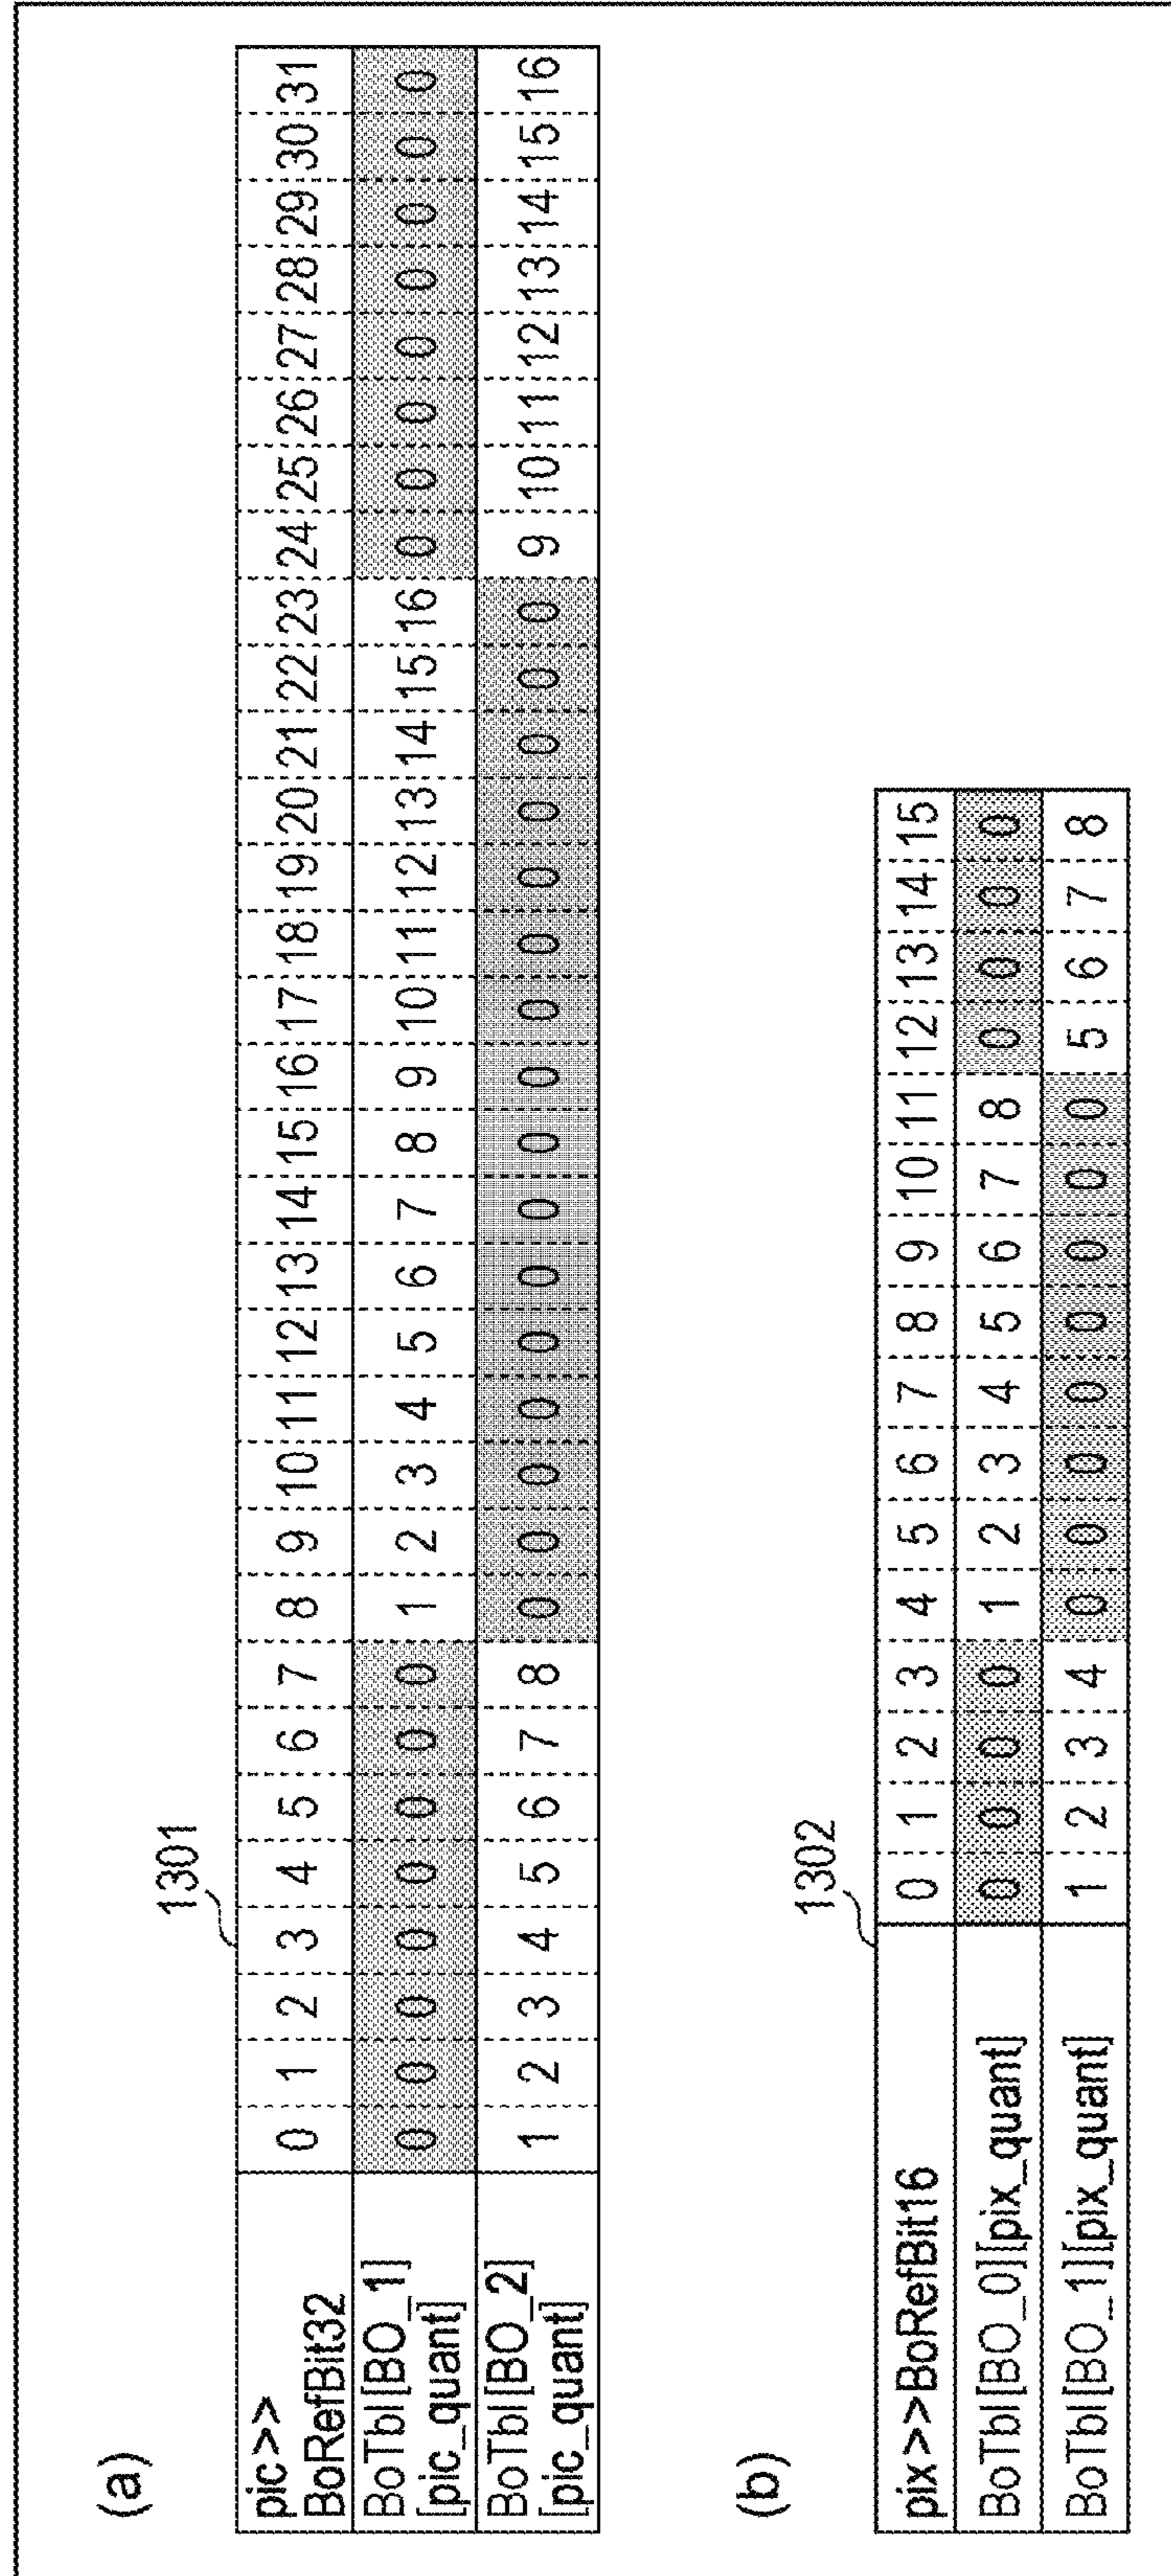 (a)
1301
pic >> 0 1 2 3 4 5 6 7 8 9 10 11 12 13 14 15 16 17 18 19 20 21 22 23 24 25 26 27 28 29 30 31
BoRefBit32
BoTbl[BO_1] 0 0 0 0 0 0 0 0 1 2 3 4 5 6 7 8 9 10 11 12 13 14 15 16 0 0 0 0 0 0 0 0
[pic_quant]
BoTbl[BO_2] 1 2 3 4 5 6 7 8 0 0 0 0 0 0 0 0 0 0 0 0 0 0 0 0 9 10 11 12 13 14 15 16
[pic_quant]
(b)
1302
pix>>BoRefBit16 0 1 2 3 4 5 6 7 8 9 10 11 12 13 14 15
BoTbl[BO_0][pix_quant] 0 0 0 0 1 2 3 4 5 6 7 8 0 0 0 0
BoTbl[BO_1][pix_quant] 1 2 3 4 0 0 0 0 0 0 0 0 5 6 7 8